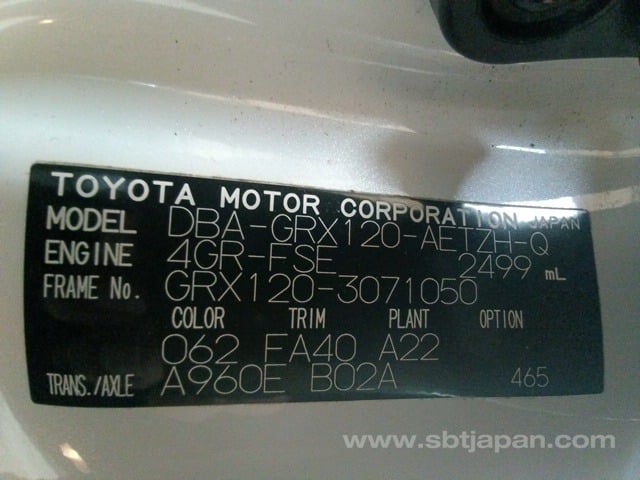 TOYOTA MOTOR CORPORATION JAPAN
MODEL DBA-GRX120-AETZH-Q
ENGINE 4GR-FSE 2499 mL
FRAME No. GRX120-3071050
COLOR TRIM PLANT OPTION
062 FA40 A22
TRANS./AXLE A960E B02A 465
www.sbtjapan.com